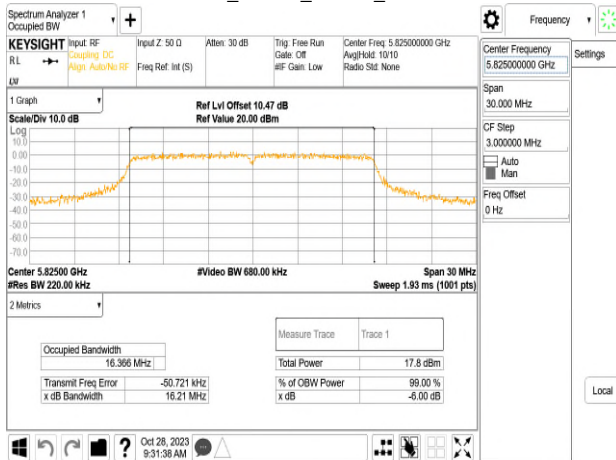 Spectrum Analyzer 1
Occupied BW
Frequency
KEYSIGHT
Input: RF
Coupling: DC
Align: Auto/No RF
Input Z: 50 Ω
Freq Ref: Int (S)
Atten: 30 dB
Trig: Free Run
Gate: Off
#IF Gain: Low
Center Freq: 5.825000000 GHz
Avg|Hold: 10/10
Radio Std: None
RL
LXI
1 Graph
Scale/Div 10.0 dB
Ref Lvl Offset 10.47 dB
Ref Value 20.00 dBm
Log
10.0
0.00
-10.0
-20.0
-30.0
-40.0
-50.0
-60.0
-70.0
Center 5.82500 GHz
#Res BW 220.00 kHz
#Video BW 680.00 kHz
Span 30 MHz
Sweep 1.93 ms (1001 pts)
2 Metrics
Occupied Bandwidth
16.366 MHz
Transmit Freq Error -50.721 kHz
x dB Bandwidth 16.21 MHz
Measure Trace Trace 1
Total Power 17.8 dBm
% of OBW Power 99.00 %
x dB -6.00 dB
Oct 28, 2023
9:31:38 AM
Center Frequency
5.825000000 GHz
Span
30.000 MHz
CF Step
3.000000 MHz
Auto
Man
Freq Offset
0 Hz
Settings
Local